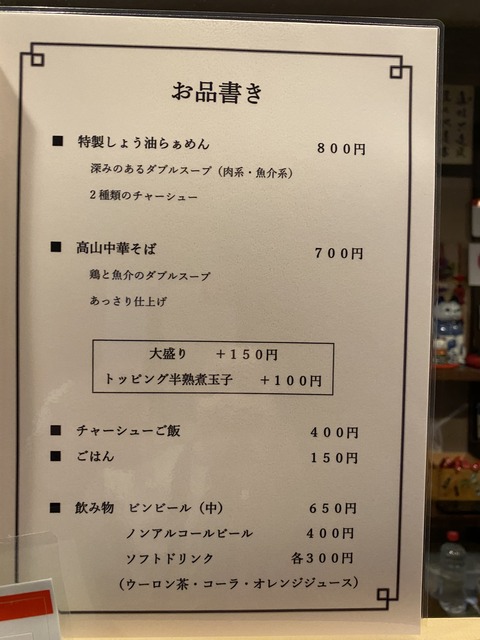 お品書き
■ 特製しょう油らぁめん 800円
深みのあるダブルスープ（肉系・魚介系）
2種類のチャーシュー
■ 高山中華そば 700円
鶏と魚介のダブルスープ
あっさり仕上げ
大盛り ＋150円
トッピング半熟煮玉子 ＋100円
■ チャーシューご飯 400円
■ ごはん 150円
■ 飲み物 ビンビール（中） 650円
ノンアルコールビール 400円
ソフトドリンク 各300円
（ウーロン茶・コーラ・オレンジジュース）